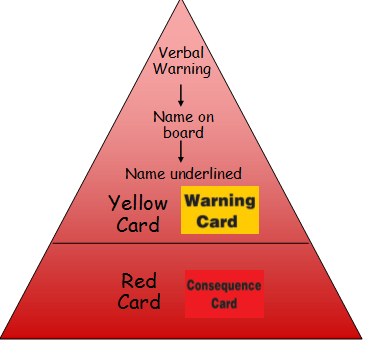 Verbal
Warning
Name on
board
Name underlined
Yellow
Card
Warning
Card
Red
Card
Consequence
Card